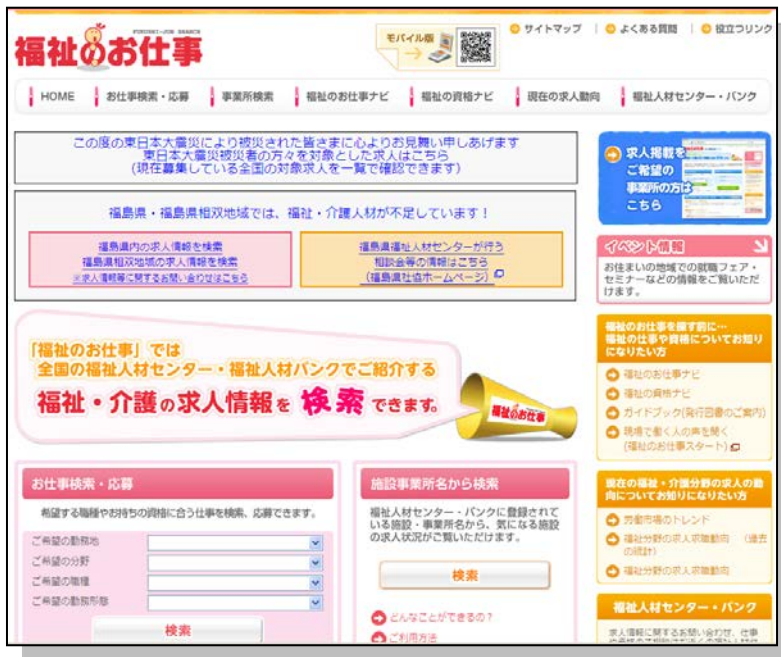 FUKUSHI-JOB SEARCH
福祉のお仕事
モバイル版
サイトマップ
よくある質問
役立つリンク
HOME
お仕事検索・応募
事業所検索
福祉のお仕事ナビ
福祉の資格ナビ
現在の求人動向
福祉人材センター・バンク
この度の東日本大震災により被災された皆さまに心よりお見舞い申しあげます
東日本大震災被災者の方々を対象とした求人はこちら
(現在募集している全国の対象求人を一覧で確認できます)
福島県・福島県相双地域では、福祉・介護人材が不足しています!
福島県内の求人情報を検索
福島県相双地域の求人情報を検索
※求人情報等に関するお問い合わせはこちら
福島県福祉人材センターが行う
相談会等の情報はこちら
(福島県社協ホームページ)
「福祉のお仕事」では
全国の福祉人材センター・福祉人材バンクでご紹介する
福祉・介護の求人情報を 検索 できます。
福祉のお仕事
お仕事検索・応募
希望する職種やお持ちの資格に合う仕事を検索、応募できます。
ご希望の勤務地
ご希望の分野
ご希望の職種
ご希望の勤務形態
検索
施設事業所名から検索
福祉人材センター・バンクに登録されて
いる施設・事業所名から、気になる施設
の求人状況がご覧いただけます。
検索
どんなことができるの?
ご利用方法
求人掲載を
ご希望の
事業所の方は
こちら
イベント情報
お住まいの地域での就職フェア・
セミナーなどの情報をご覧いただ
けます。
福祉のお仕事を探す前に…
福祉の仕事や資格についてお知り
になりたい方
福祉のお仕事ナビ
福祉の資格ナビ
ガイドブック(発行図書のご案内)
現場で働く人の声を聞く
(福祉のお仕事スタート)
現在の福祉・介護分野の求人の動
向についてお知りになりたい方
労働市場のトレンド
福祉分野の求人求職動向 (過去
の統計)
福祉分野の求人求職動向
福祉人材センター・バンク
求人情報に関するお問い合わせ、仕事